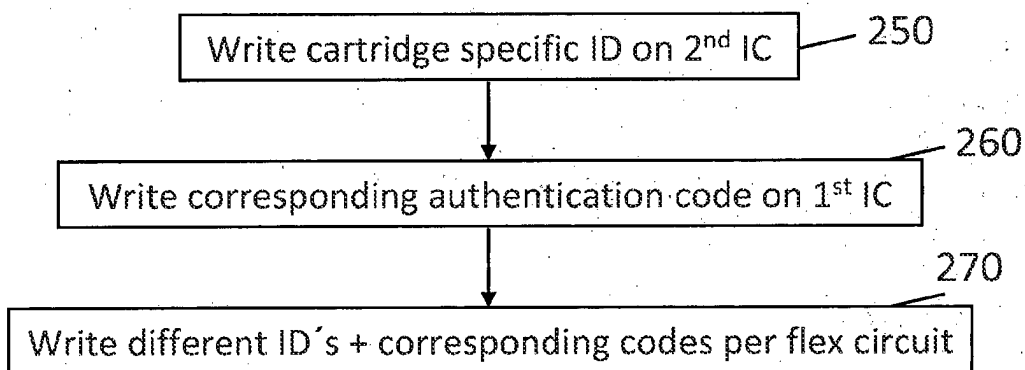 Write cartridge specific ID on 2nd IC
250
260
Write corresponding authentication code on 1st IC
270
Write different ID´s + corresponding codes per flex circuit